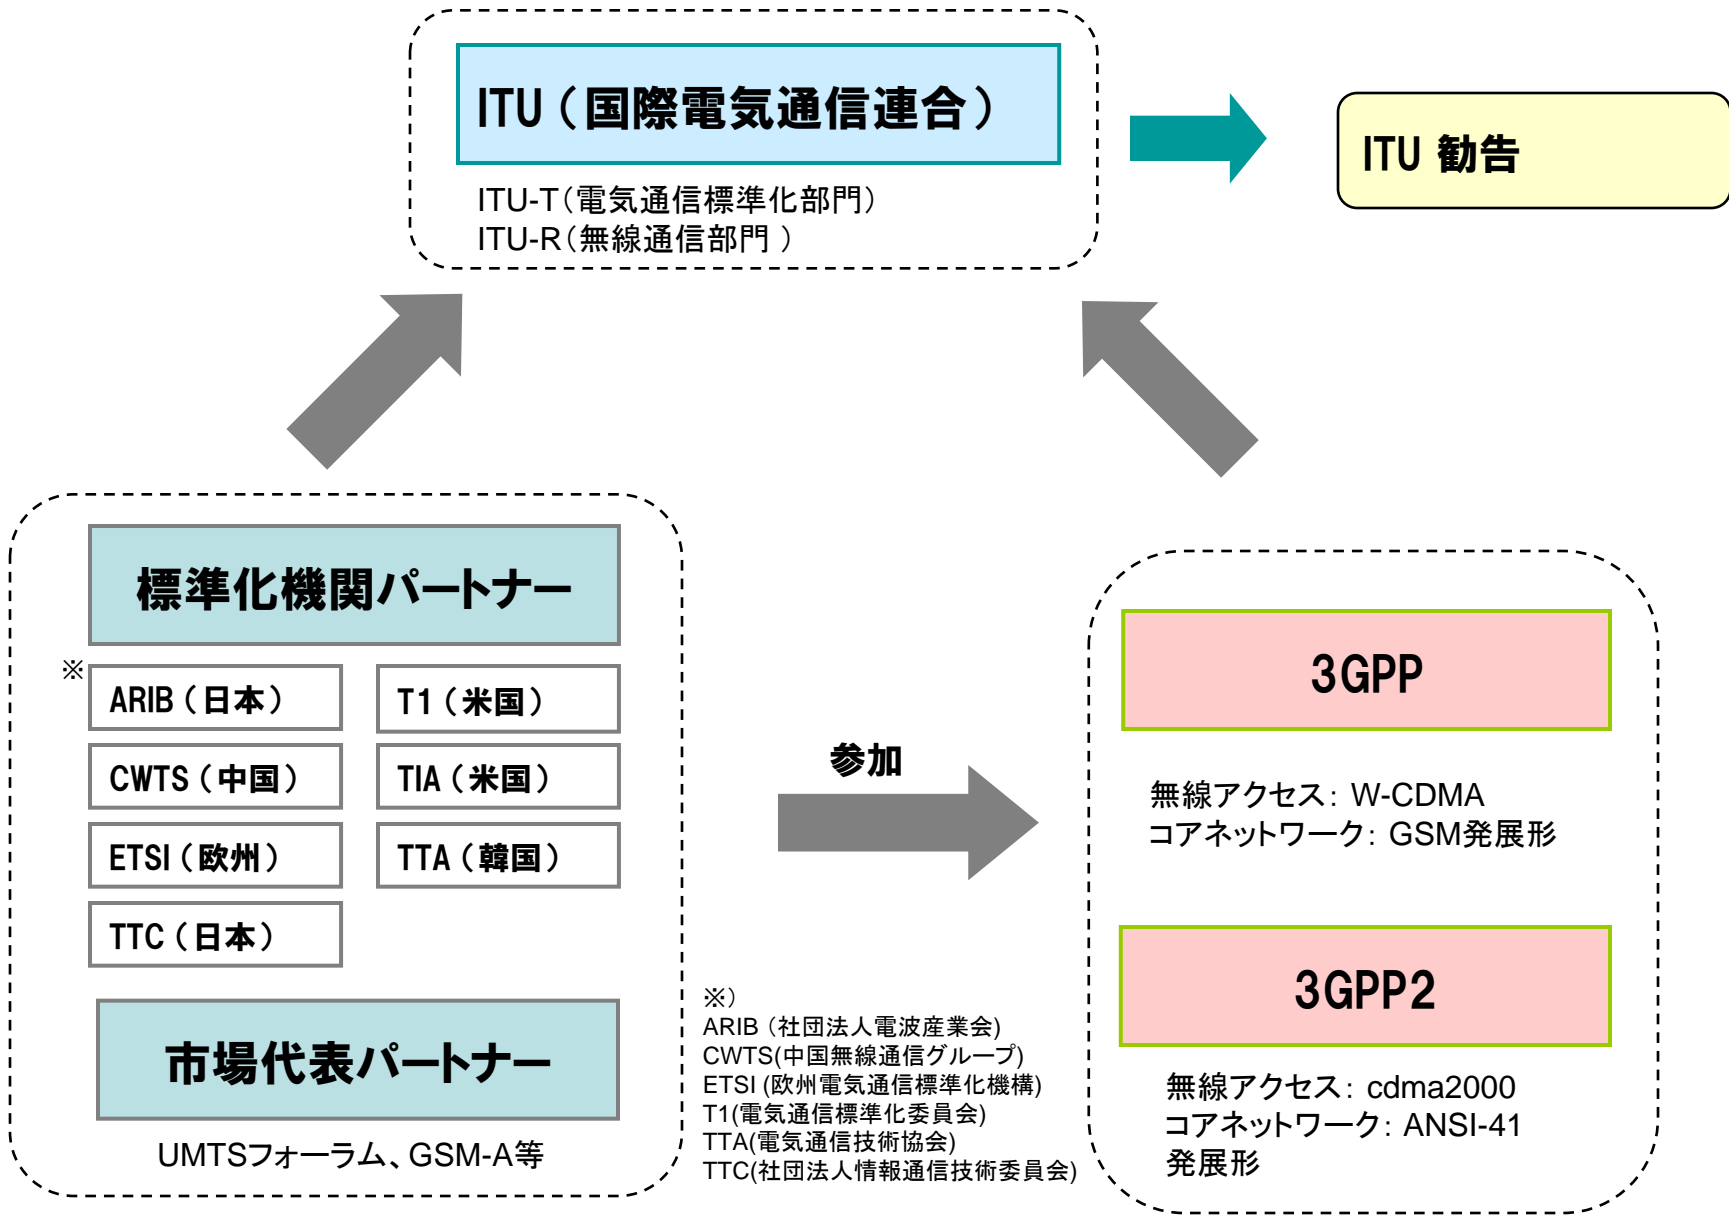 ITU（国際電気通信連合）
ITU 勧告
ITU-T（電気通信標準化部門）
ITU-R（無線通信部門 ）
標準化機関パートナー
※
ARIB（日本）
T1（米国）
CWTS（中国）
TIA（米国）
ETSI（欧州）
TTA（韓国）
TTC（日本）
市場代表パートナー
UMTSフォーラム、GSM-A等
参加
※）
ARIB （社団法人電波産業会)
CWTS(中国無線通信グループ)
ETSI (欧州電気通信標準化機構)
T1(電気通信標準化委員会)
TTA(電気通信技術協会)
TTC(社団法人情報通信技術委員会)
3GPP
無線アクセス： W-CDMA
コアネットワーク： GSM発展形
3GPP2
無線アクセス： cdma2000
コアネットワーク： ANSI-41
発展形